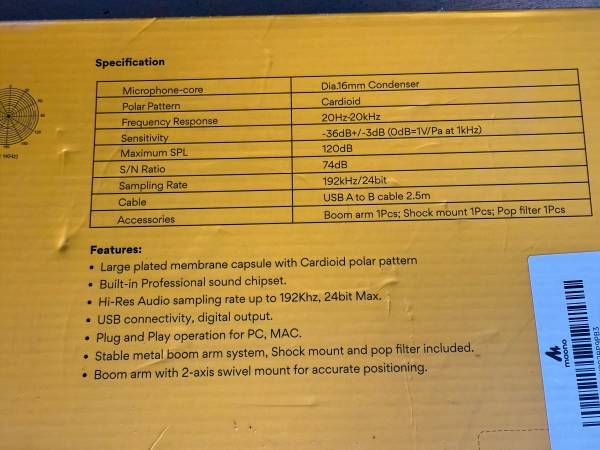 Specification
Microphone-core Dia.16mm Condenser
Polar Pattern Cardioid
Frequency Response 20Hz-20kHz
Sensitivity -36dB+/-3dB (0dB=1V/Pa at 1kHz)
Maximum SPL 120dB
S/N Ratio 74dB
Sampling Rate 192kHz/24bit
Cable USB A to B cable 2.5m
Accessories Boom arm 1Pcs; Shock mount 1Pcs; Pop filter 1Pcs
Features:
• Large plated membrane capsule with Cardioid polar pattern
• Built-in Professional sound chipset.
• Hi-Res Audio sampling rate up to 192Khz, 24bit Max.
• USB connectivity, digital output.
• Plug and Play operation for PC, MAC.
• Stable metal boom arm system, Shock mount and pop filter included.
• Boom arm with 2-axis swivel mount for accurate positioning.
maono